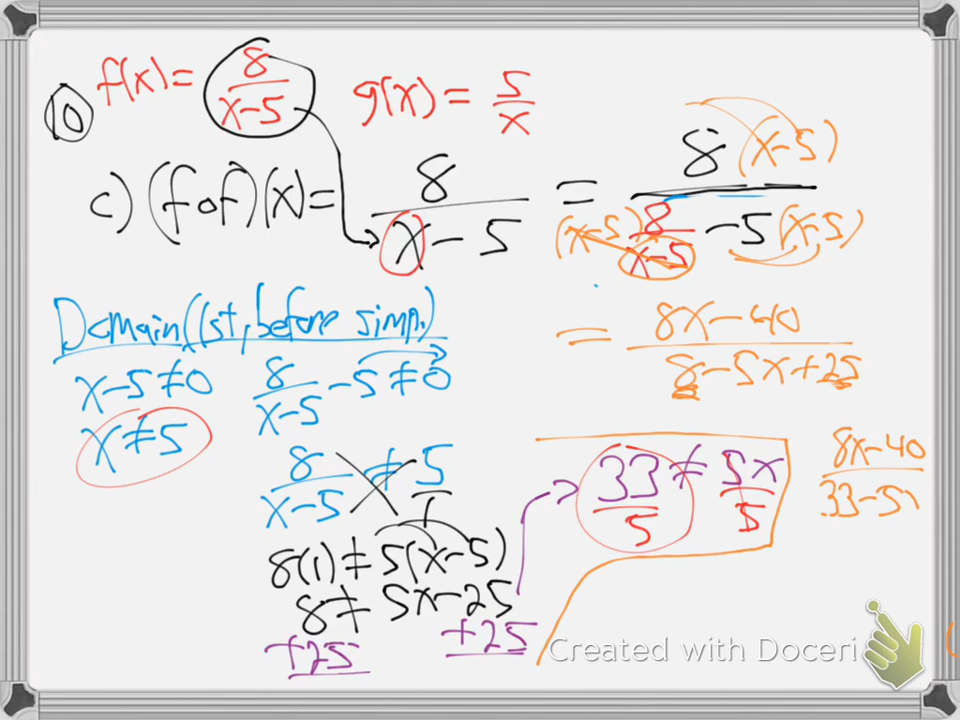 10 f(x) = 8/(x-5) g(x) = 5/x
c) (f o f)(x) = 8/(x-5) = 8(x-5)/((x-5) 8/(x-5) -5(x-5))
= (8x-40)/(8-5x+25)
(8x-40)/(33-5x
Domain (1st, before simp.)
x-5≠0 8/(x-5) -5≠0
x≠5
8/(x-5) ≠ 5/1
8(1) ≠ 5(x-5)
8 ≠ 5x-25
+25 +25
33/5 ≠ 5x/5
Created with Doceri